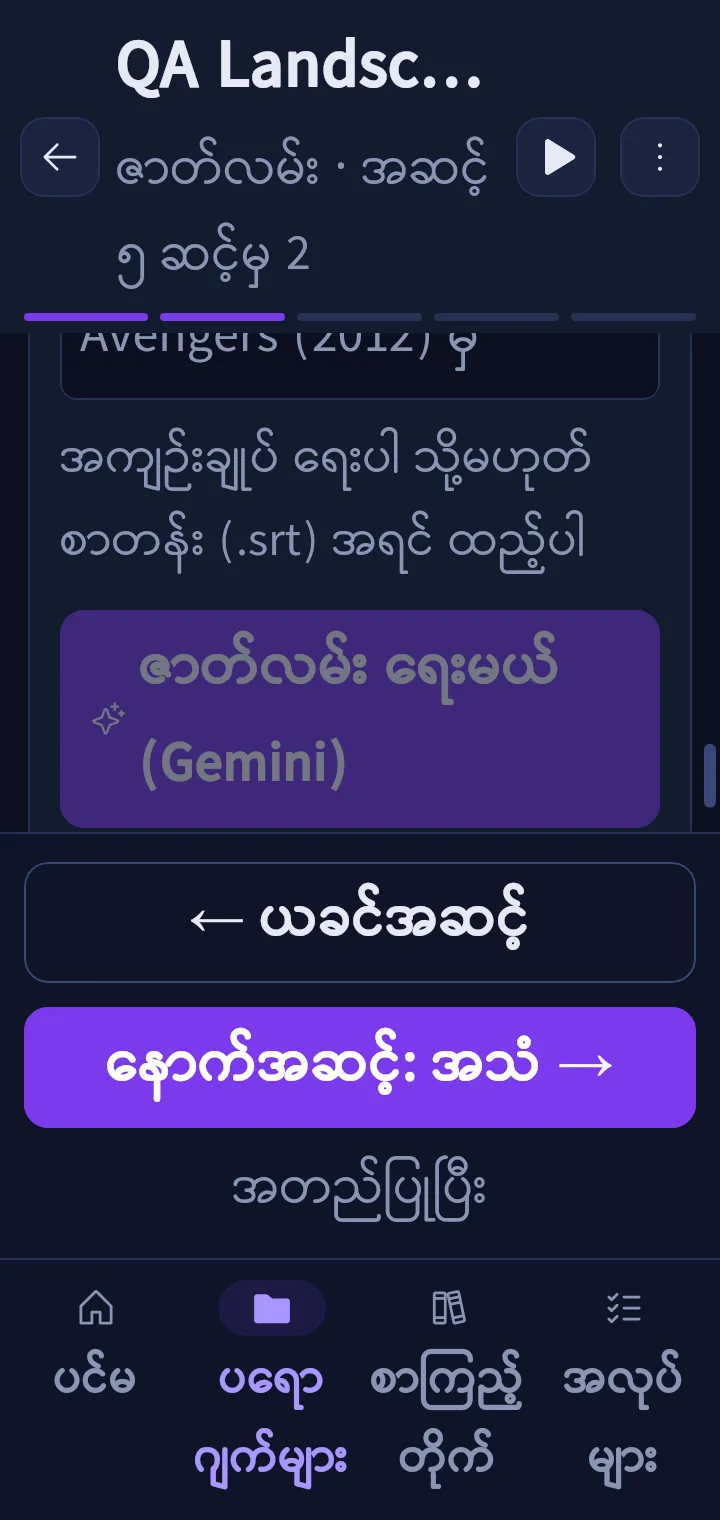 QA Landsc...
ဇာတ်လမ်း · အဆင့်
၅ ဆင့်မှ 2
Avengers (2012) မှ
အကျဉ်းချုပ် ရေးပါ သို့မဟုတ်
စာတန်း (.srt) အရင် ထည့်ပါ
ဇာတ်လမ်း ရေးမယ်
(Gemini)
← ယခင်အဆင့်
နောက်အဆင့်: အသံ →
အတည်ပြုပြီး
ပင်မ
ပရော
ဂျက်များ
စာကြည့်
တိုက်
အလုပ်
များ